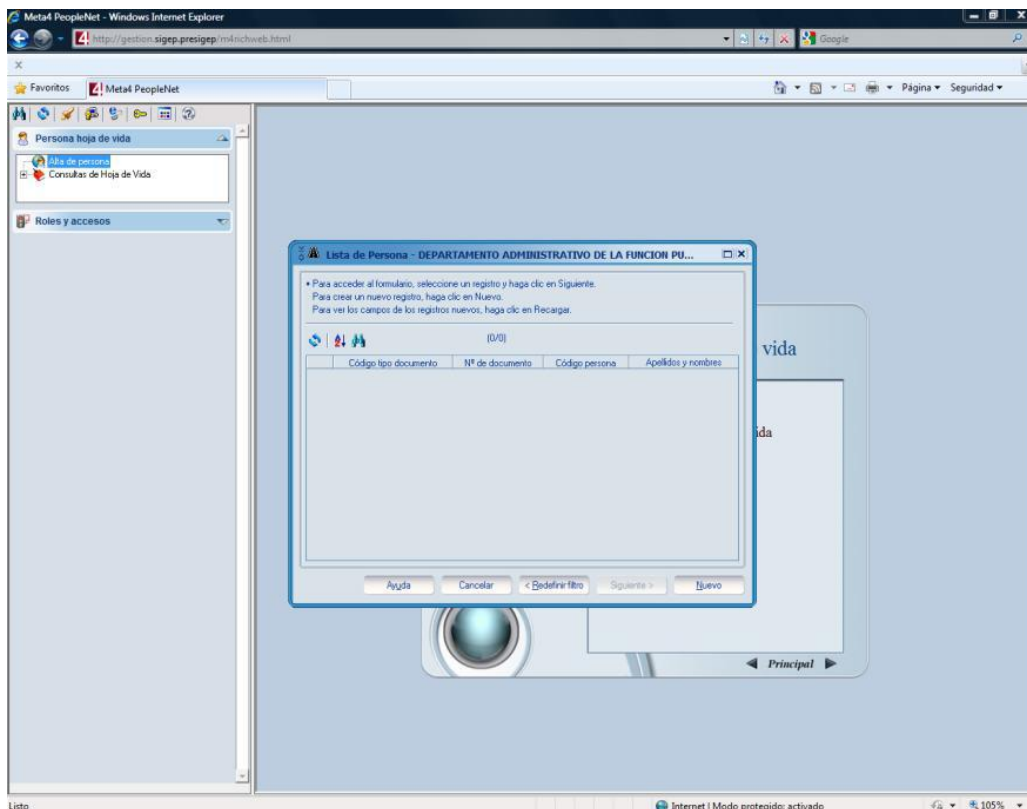 Meta4 PeopleNet - Windows Internet Explorer
http://gestion.sigep.presigep/m4richweb.html
Google
Favoritos
Meta4 PeopleNet
Página
Seguridad
Persona hoja de vida
Alta de persona
Consultas de Hoja de Vida
Roles y accesos
Lista de Persona - DEPARTAMENTO ADMINISTRATIVO DE LA FUNCION PU...
• Para acceder al formulario, seleccione un registro y haga clic en Siguiente.
Para crear un nuevo registro, haga clic en Nuevo.
Para ver los campos de los registros nuevos, haga clic en Recargar.
(0/0)
Código tipo documento Nº de documento Código persona Apellidos y nombres
vida
ida
Ayuda Cancelar < Redefinir filtro Siguiente > Nuevo
Principal
Listo
Internet | Modo protegido: activado
105%